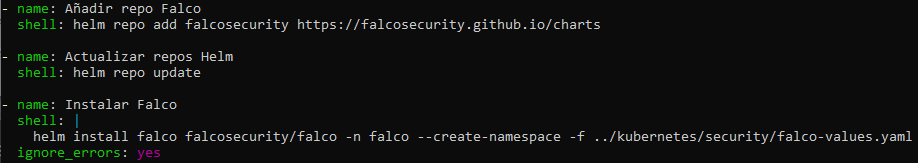 - name: Añadir repo Falco
  shell: helm repo add falcosecurity https://falcosecurity.github.io/charts
- name: Actualizar repos Helm
  shell: helm repo update
- name: Instalar Falco
  shell: |
    helm install falco falcosecurity/falco -n falco --create-namespace -f ../kubernetes/security/falco-values.yaml
  ignore_errors: yes